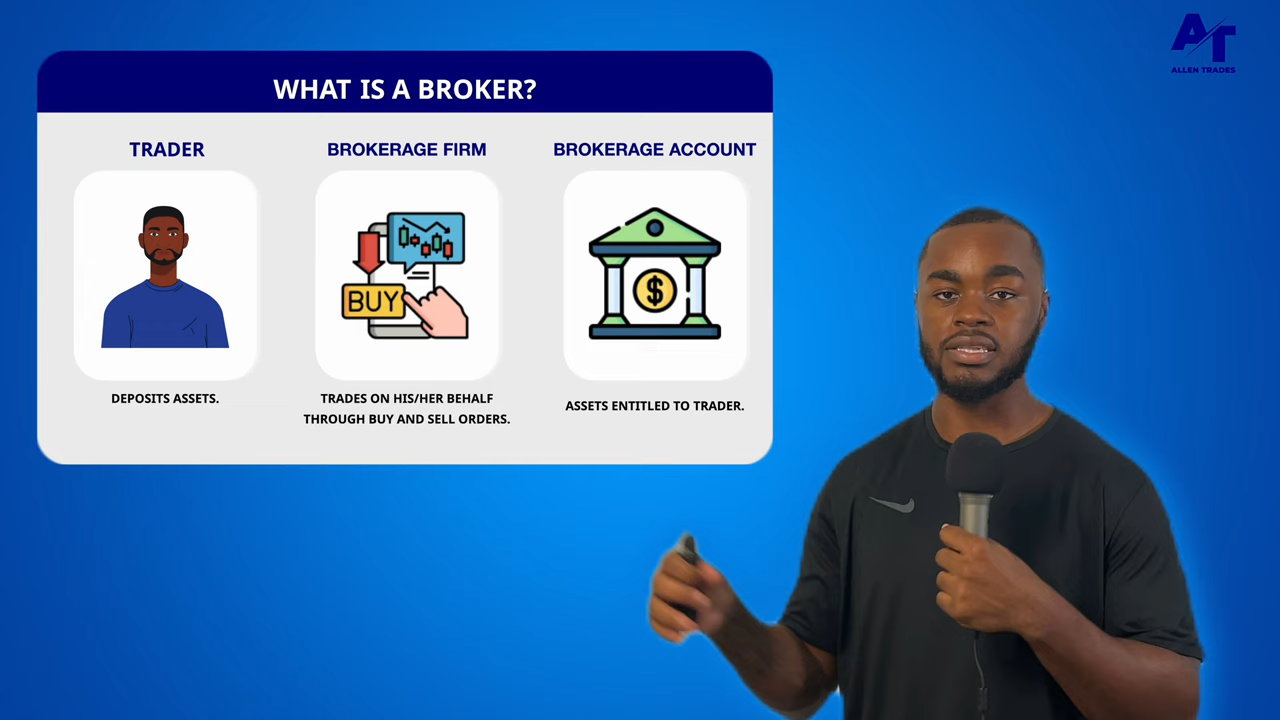 AT
ALLEN TRADES
WHAT IS A BROKER?
TRADER
BROKERAGE FIRM
BROKERAGE ACCOUNT
BUY
$
DEPOSITS ASSETS.
TRADES ON HIS/HER BEHALF
THROUGH BUY AND SELL ORDERS.
ASSETS ENTITLED TO TRADER.